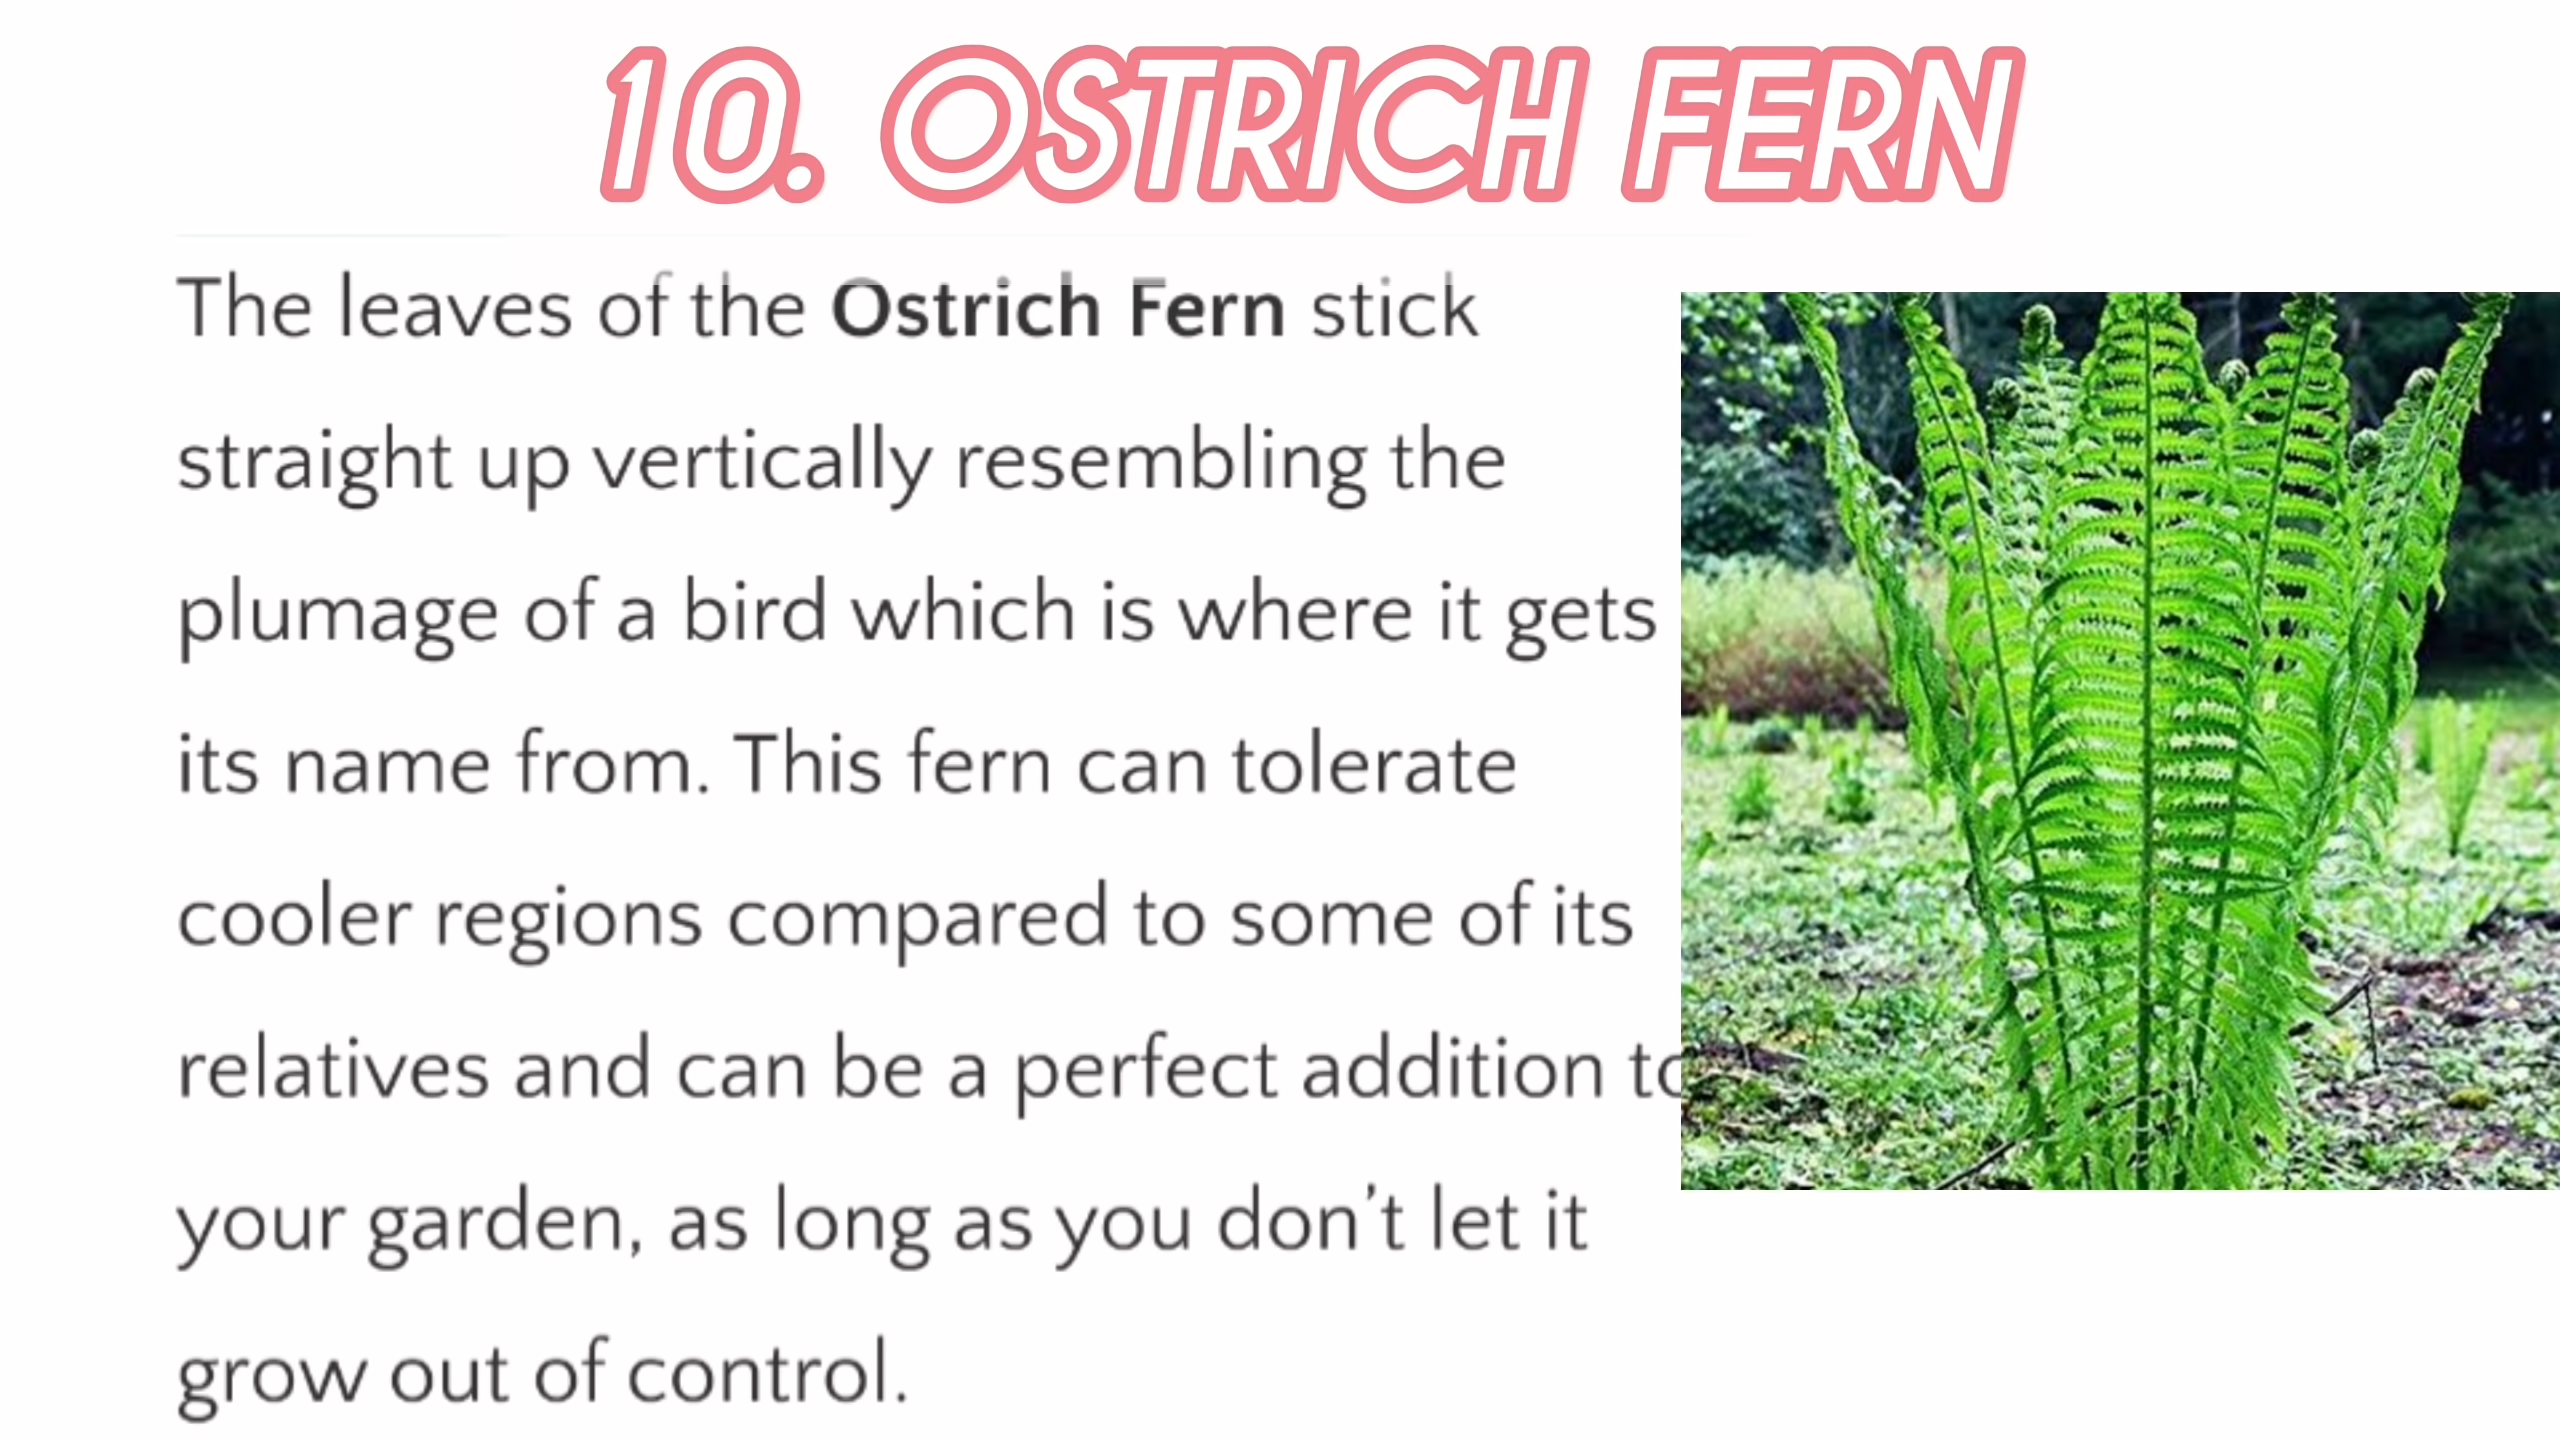 10. OSTRICH FERN
The leaves of the Ostrich Fern stick
straight up vertically resembling the
plumage of a bird which is where it gets
its name from. This fern can tolerate
cooler regions compared to some of its
relatives and can be a perfect addition to
your garden, as long as you don’t let it
grow out of control.